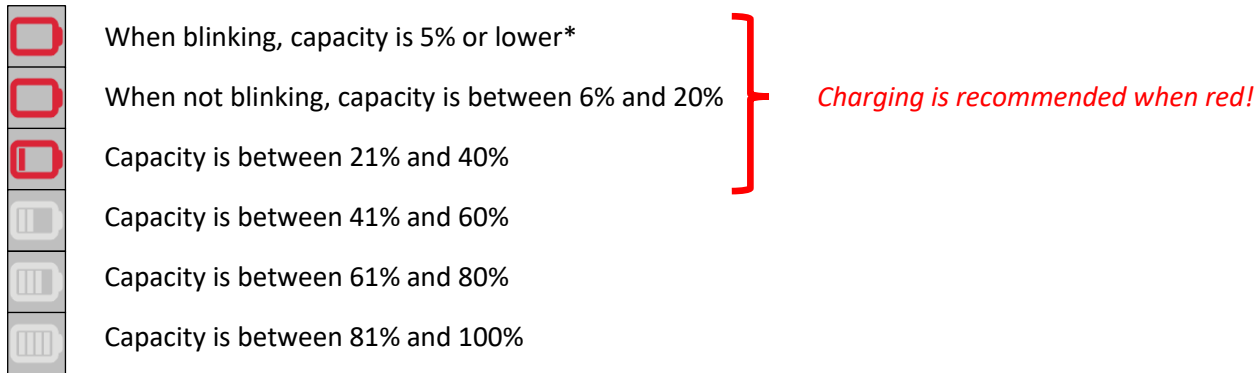 When blinking, capacity is 5% or lower*
When not blinking, capacity is between 6% and 20%
Charging is recommended when red!
Capacity is between 21% and 40%
Capacity is between 41% and 60%
Capacity is between 61% and 80%
Capacity is between 81% and 100%